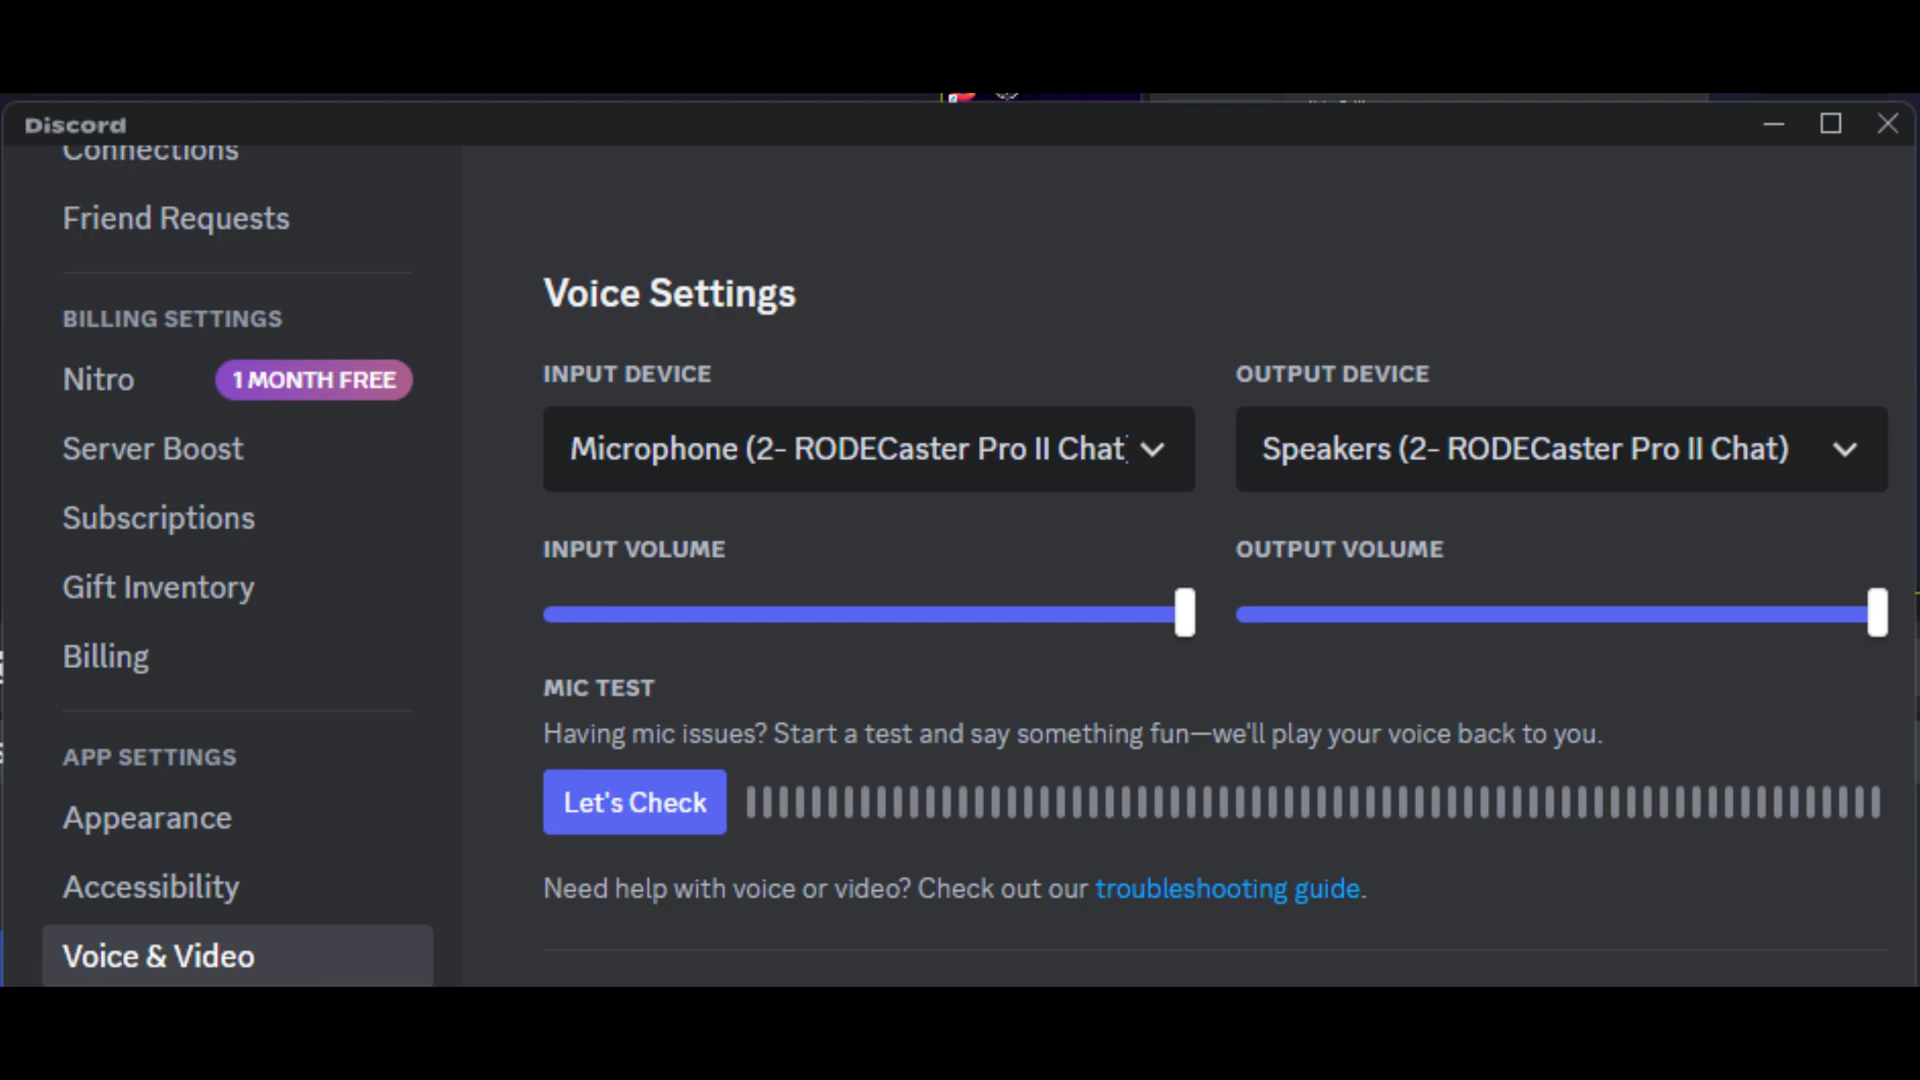 Discord
Connections
Friend Requests
BILLING SETTINGS
Nitro
1 MONTH FREE
Server Boost
Subscriptions
Gift Inventory
Billing
APP SETTINGS
Appearance
Accessibility
Voice & Video
Voice Settings
INPUT DEVICE
Microphone (2- RODECaster Pro II Chat)
OUTPUT DEVICE
Speakers (2- RODECaster Pro II Chat)
INPUT VOLUME
OUTPUT VOLUME
MIC TEST
Having mic issues? Start a test and say something fun—we'll play your voice back to you.
Let's Check
Need help with voice or video? Check out our troubleshooting guide.